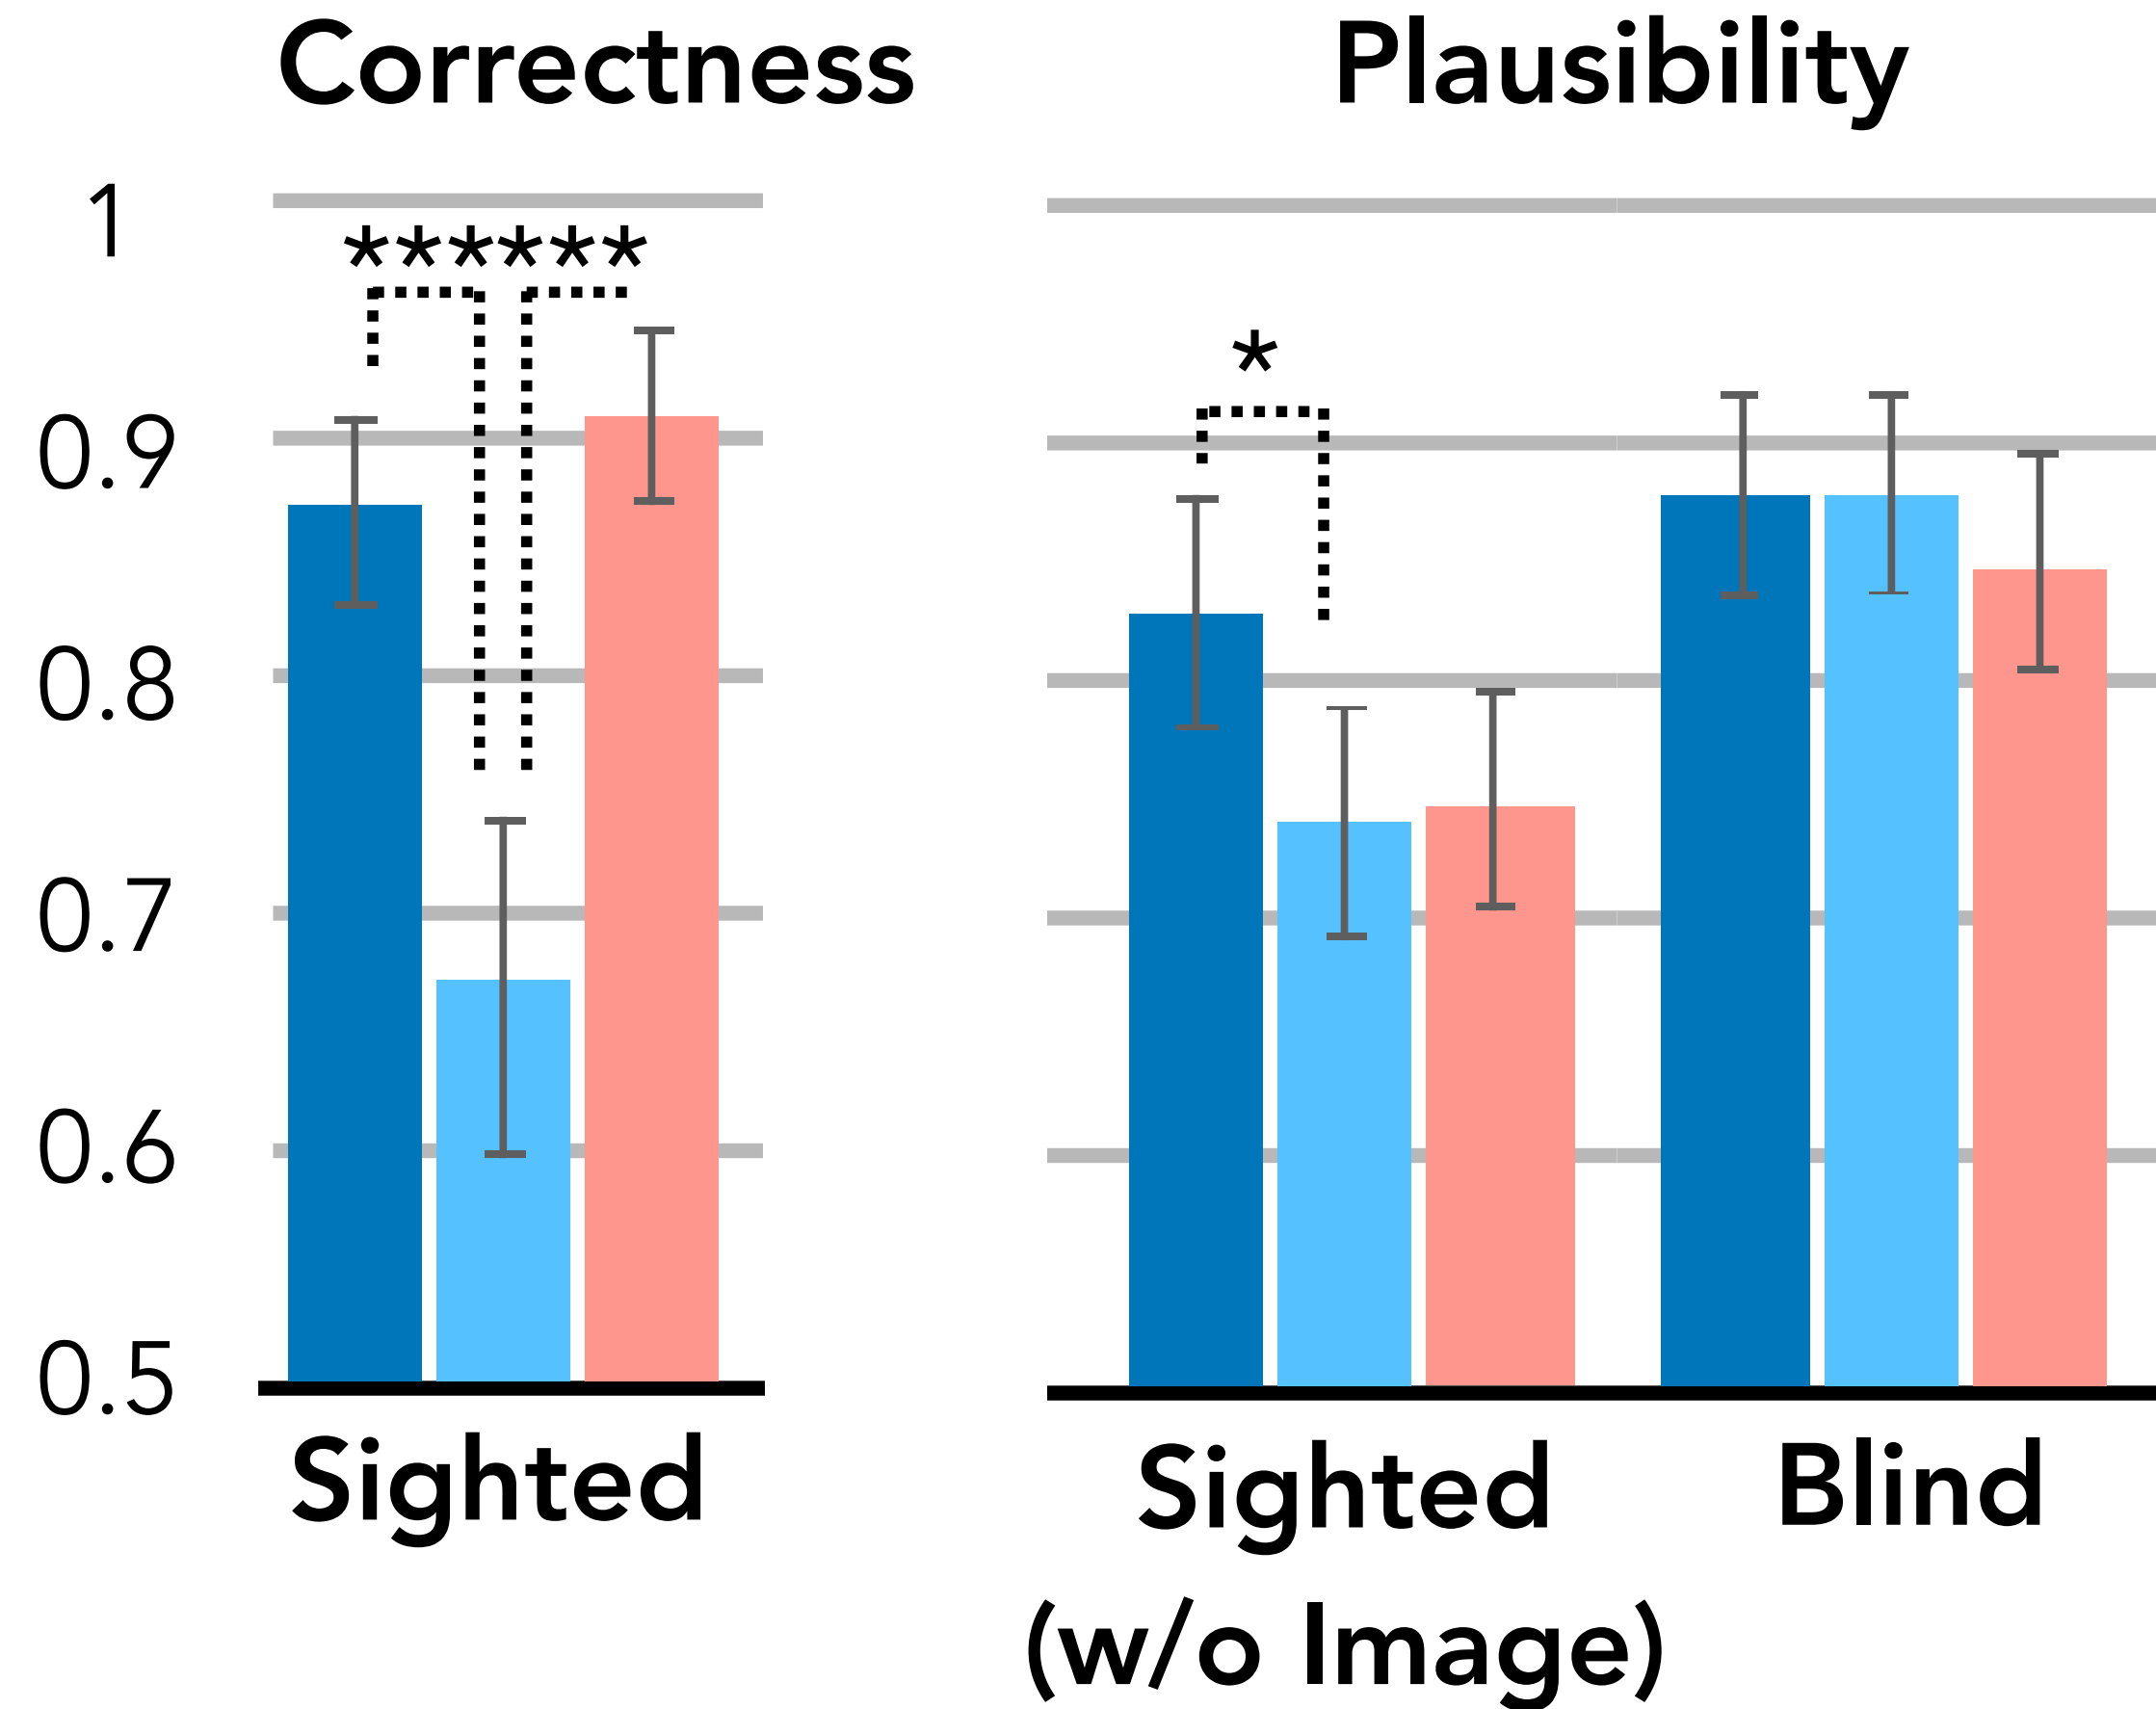 Correctness
Plausibility
1
******
*
0.9
0.8
0.7
0.6
0.5
Sighted
Sighted
(w/o Image)
Blind